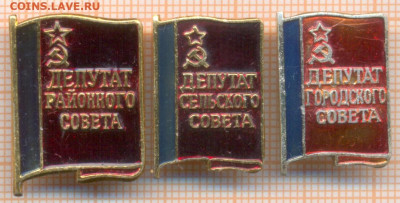 COINS.LAVE.RU
ДЕПУТАТ
РАЙОННОГО
СОВЕТА
ДЕПУТАТ
СЕЛЬСКОГО
СОВЕТА
ДЕПУТАТ
ГОРОДСКОГО
СОВЕТА